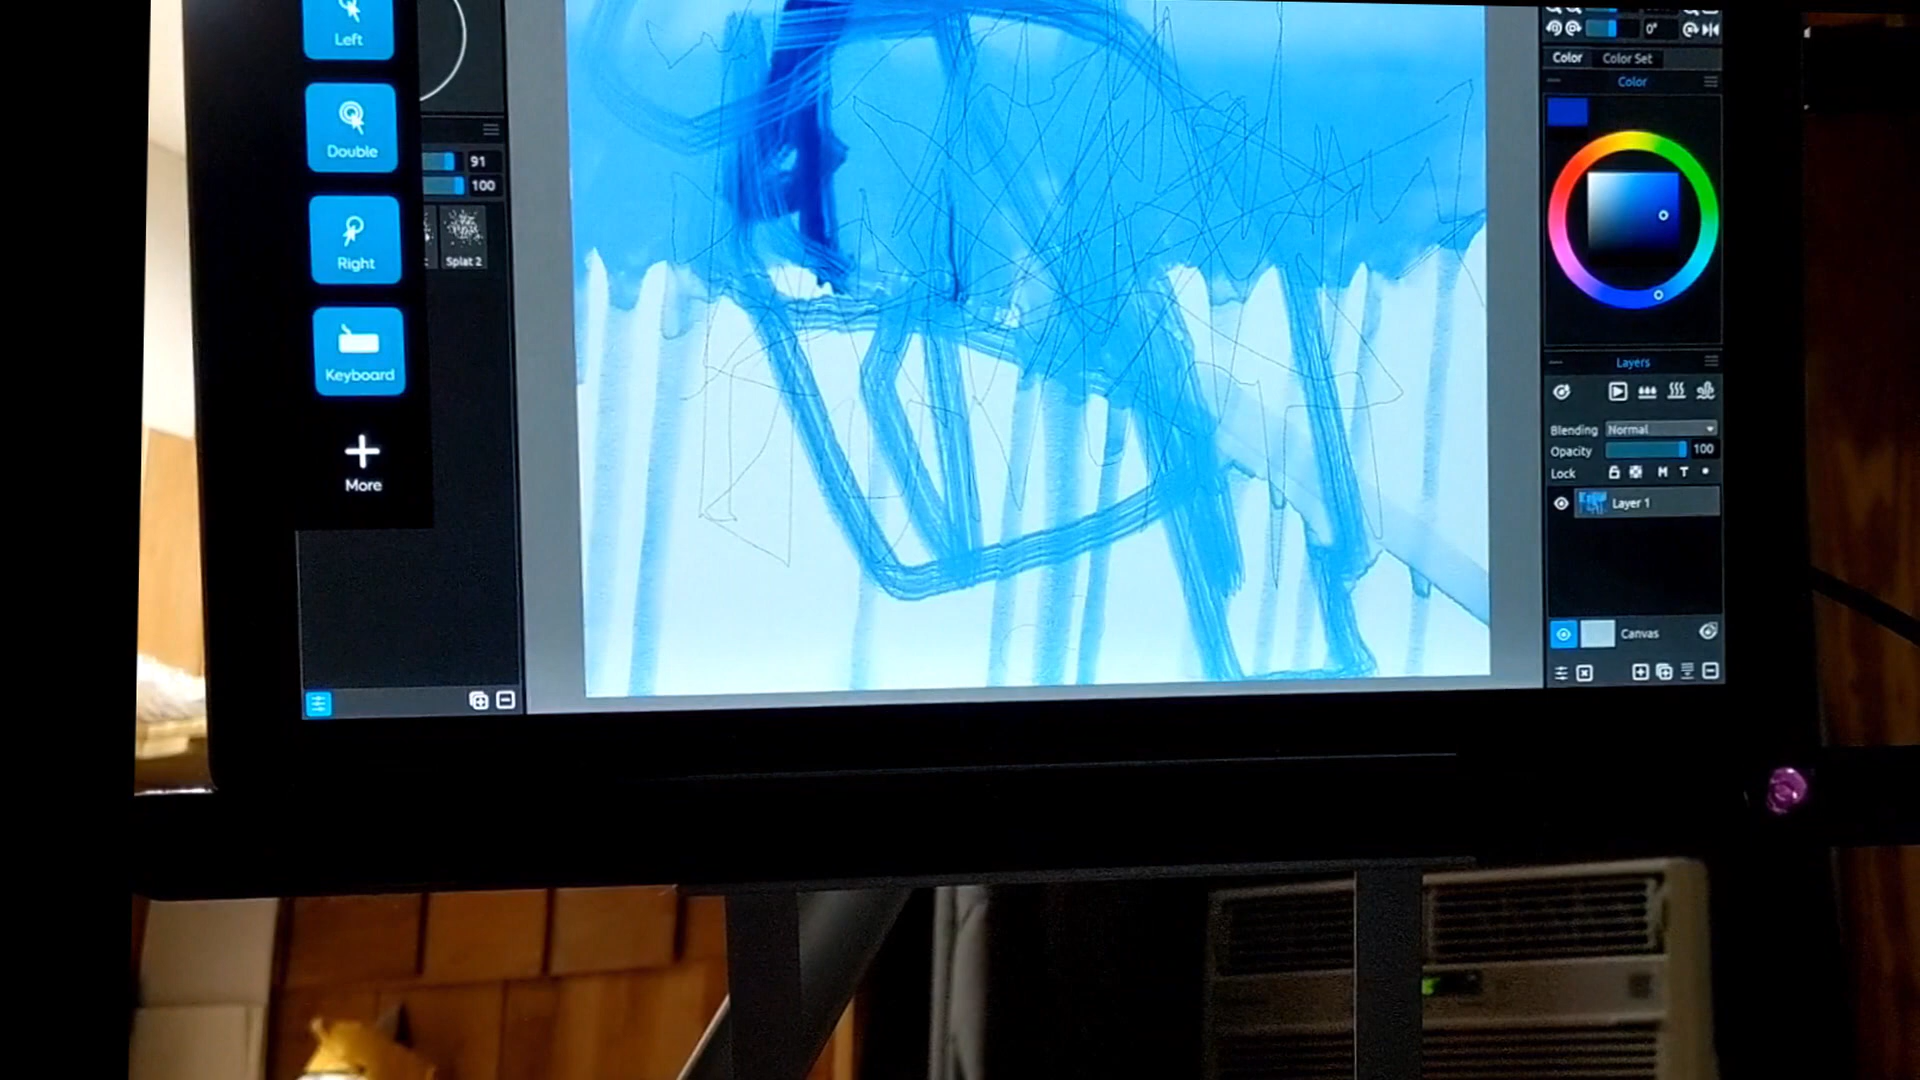 Left
Double
Right
Keyboard
More
91
100
Splat 2
0°
Color
Color Set
Color
Layers
Blending
Normal
Opacity
100
Lock
M
T
Layer 1
Canvas